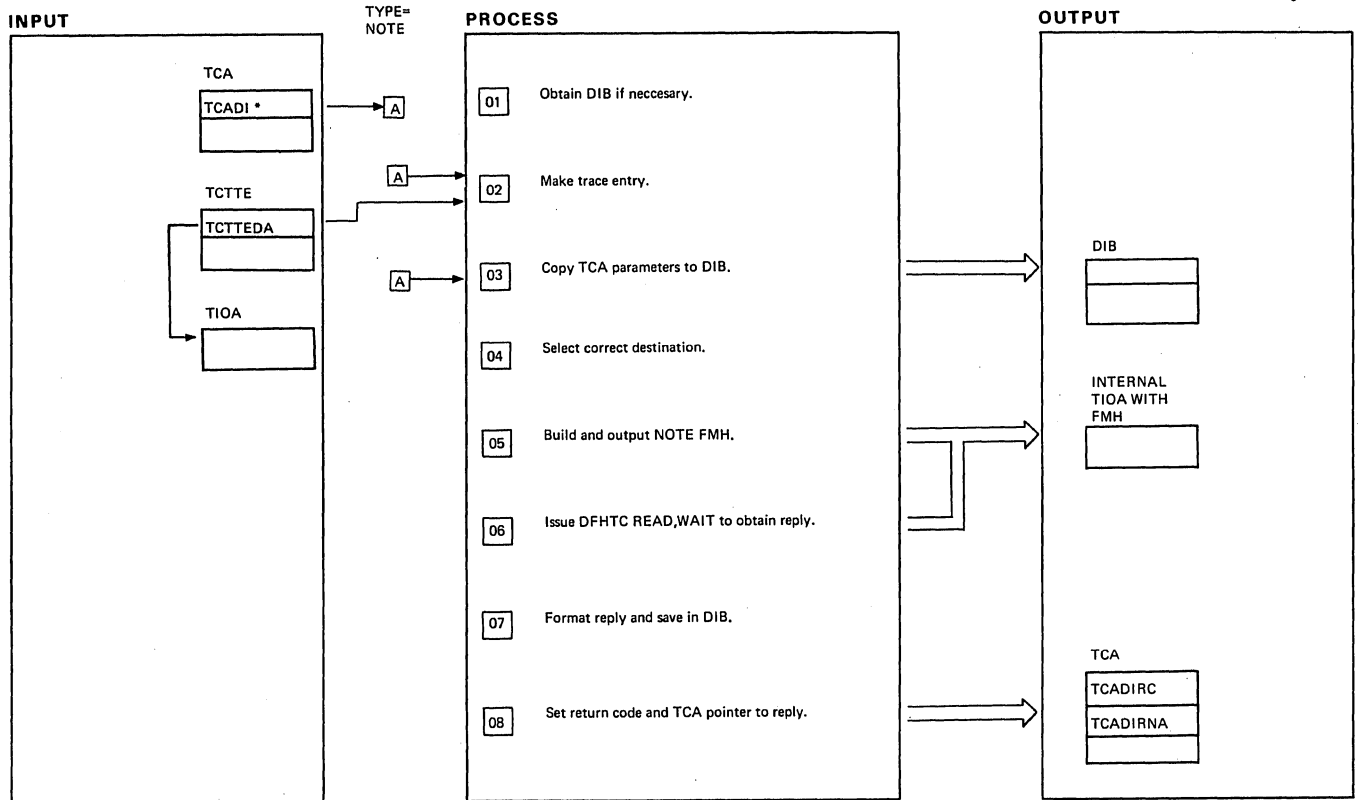 INPUT
TYPE=
NOTE
PROCESS
OUTPUT
TCA
TCADI *
A
A
TCTTE
TCTTEDA
A
TIOA
01 Obtain DIB if neccesary.
02 Make trace entry.
03 Copy TCA parameters to DIB.
04 Select correct destination.
05 Build and output NOTE FMH.
06 Issue DFHTC READ,WAIT to obtain reply.
07 Format reply and save in DIB.
08 Set return code and TCA pointer to reply.
DIB
INTERNAL
TIOA WITH
FMH
TCA
TCADIRC
TCADIRNA